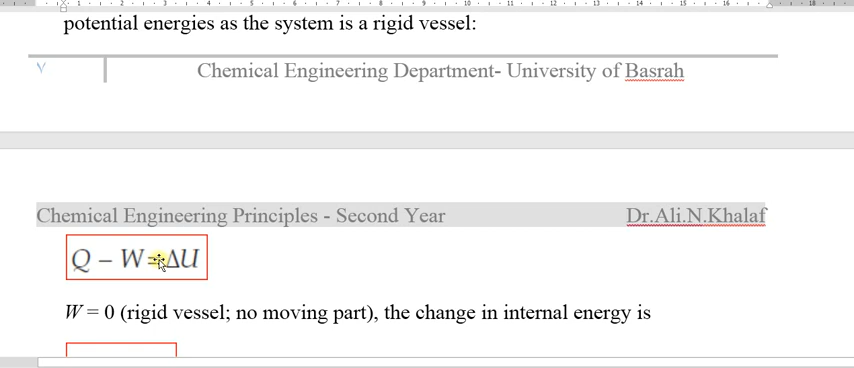 potential energies as the system is a rigid vessel:
٧
Chemical Engineering Department- University of Basrah
Chemical Engineering Principles - Second Year Dr.Ali.N.Khalaf
Q – W = ΔU
W = 0 (rigid vessel; no moving part), the change in internal energy is